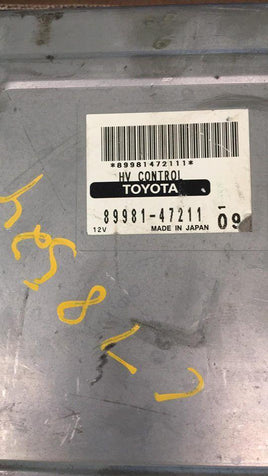 *89981472111*
HV CONTROL
TOYOTA
89981-47211
09
12V
MADE IN JAPAN